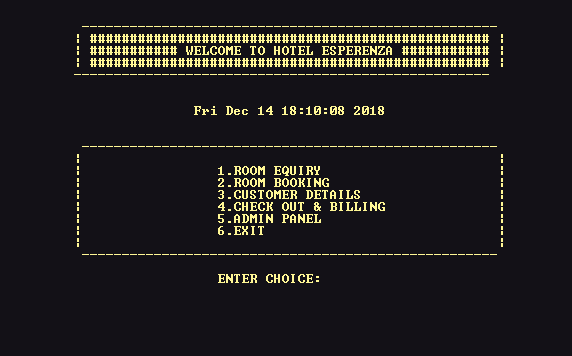 ##################################################
########### WELCOME TO HOTEL ESPERENZA ###########
##################################################
Fri Dec 14 18:10:08 2018
1.ROOM EQUIRY
2.ROOM BOOKING
3.CUSTOMER DETAILS
4.CHECK OUT & BILLING
5.ADMIN PANEL
6.EXIT
ENTER CHOICE: